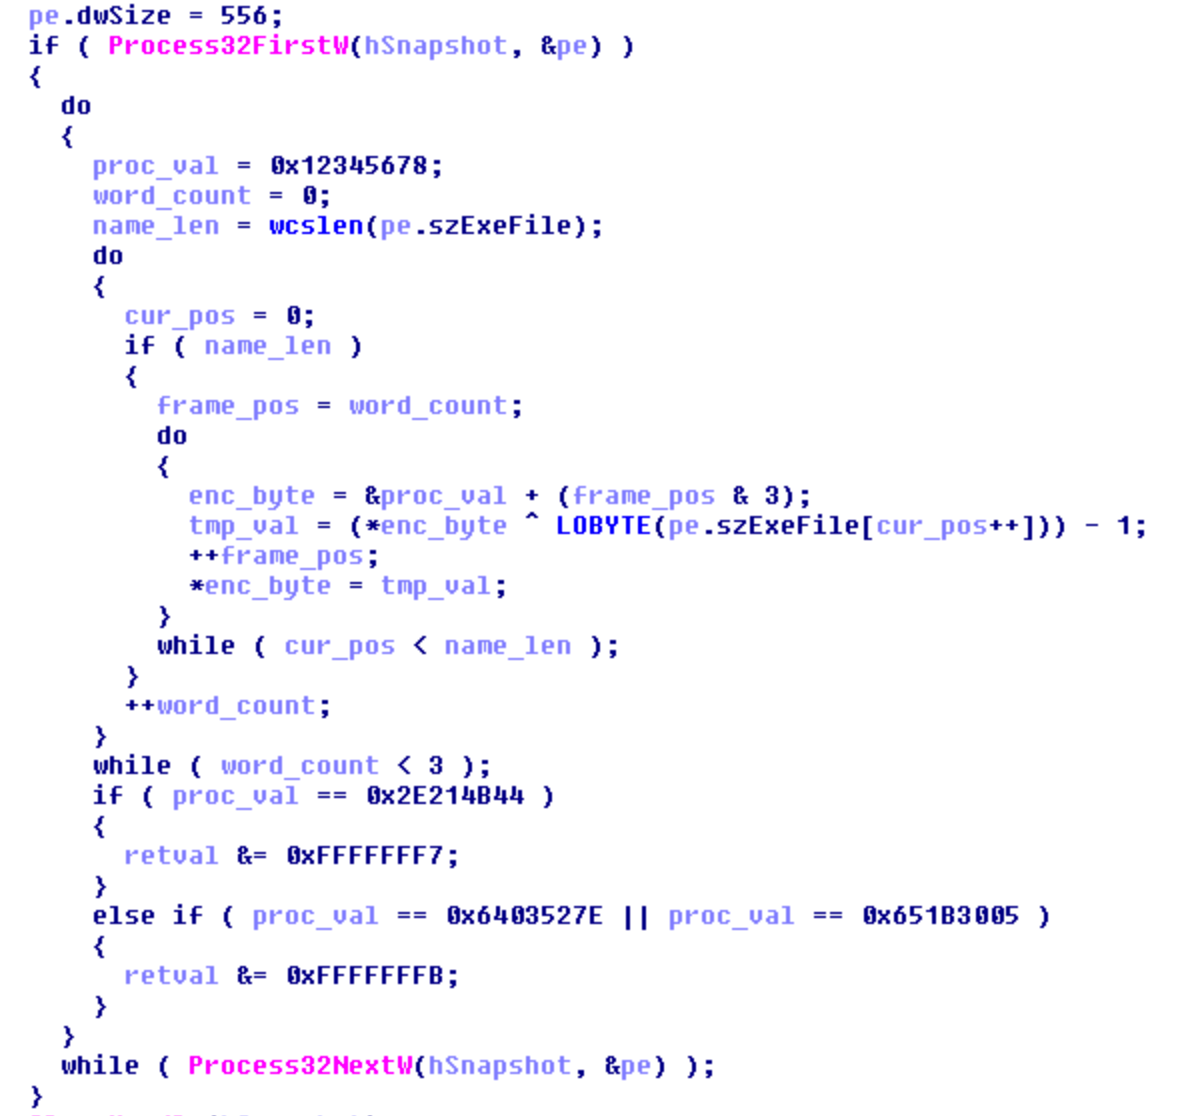 pe.dwSize = 556;
if ( Process32FirstW(hSnapshot, &pe) )
{
do
{
proc_val = 0x12345678;
word_count = 0;
name_len = wcslen(pe.szExeFile);
do
{
cur_pos = 0;
if ( name_len )
{
frame_pos = word_count;
do
{
enc_byte = &proc_val + (frame_pos & 3);
tmp_val = (*enc_byte ^ LOBYTE(pe.szExeFile[cur_pos++])) - 1;
++frame_pos;
*enc_byte = tmp_val;
}
while ( cur_pos < name_len );
}
++word_count;
}
while ( word_count < 3 );
if ( proc_val == 0x2E214B44 )
{
retval &= 0xFFFFFFF7;
}
else if ( proc_val == 0x6403527E || proc_val == 0x651B3005 )
{
retval &= 0xFFFFFFFB;
}
}
while ( Process32NextW(hSnapshot, &pe) );
}